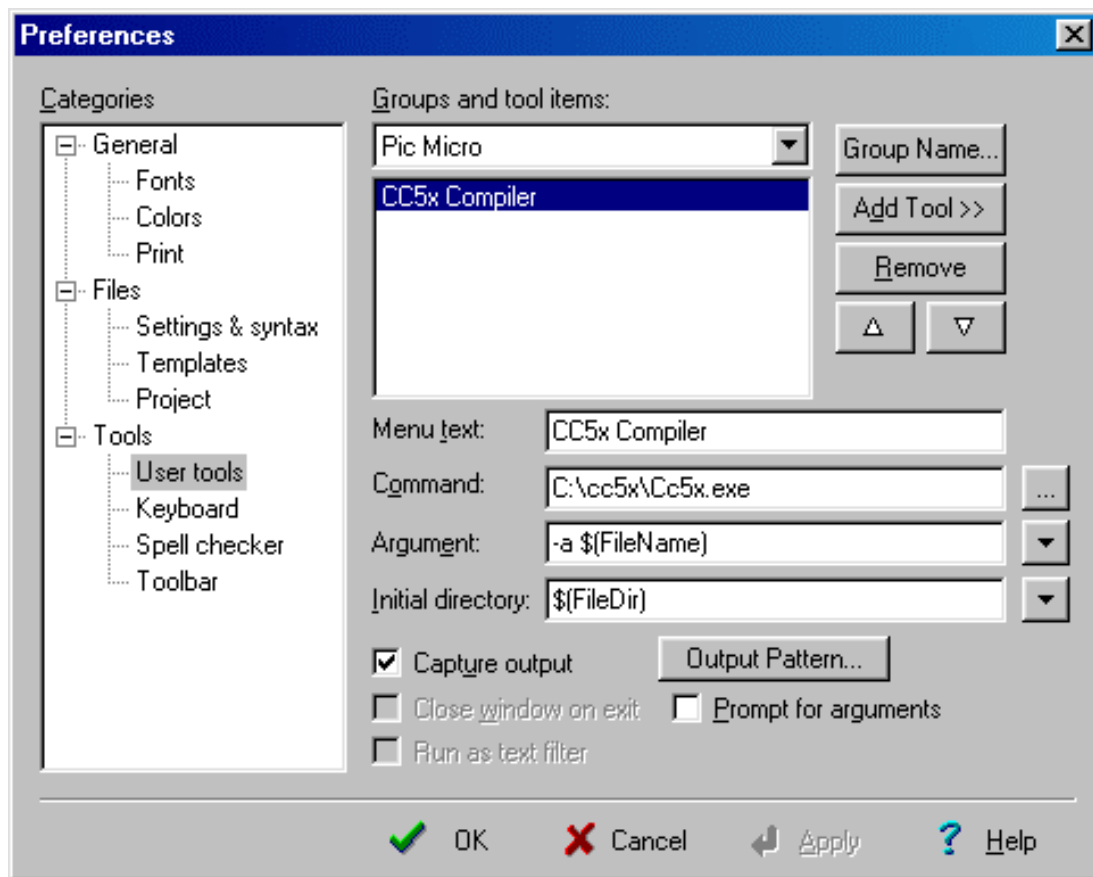 Preferences
Categories
General
Fonts
Colors
Print
Files
Settings & syntax
Templates
Project
Tools
User tools
Keyboard
Spell checker
Toolbar
Groups and tool items:
Pic Micro
CC5x Compiler
Group Name...
Add Tool >>
Remove
Menu text: CC5x Compiler
Command: C:\cc5x\Cc5x.exe ...
Argument: -a $(FileName)
Initial directory: $(FileDir)
Capture output Output Pattern...
Close window on exit Prompt for arguments
Run as text filter
OK Cancel Apply ? Help